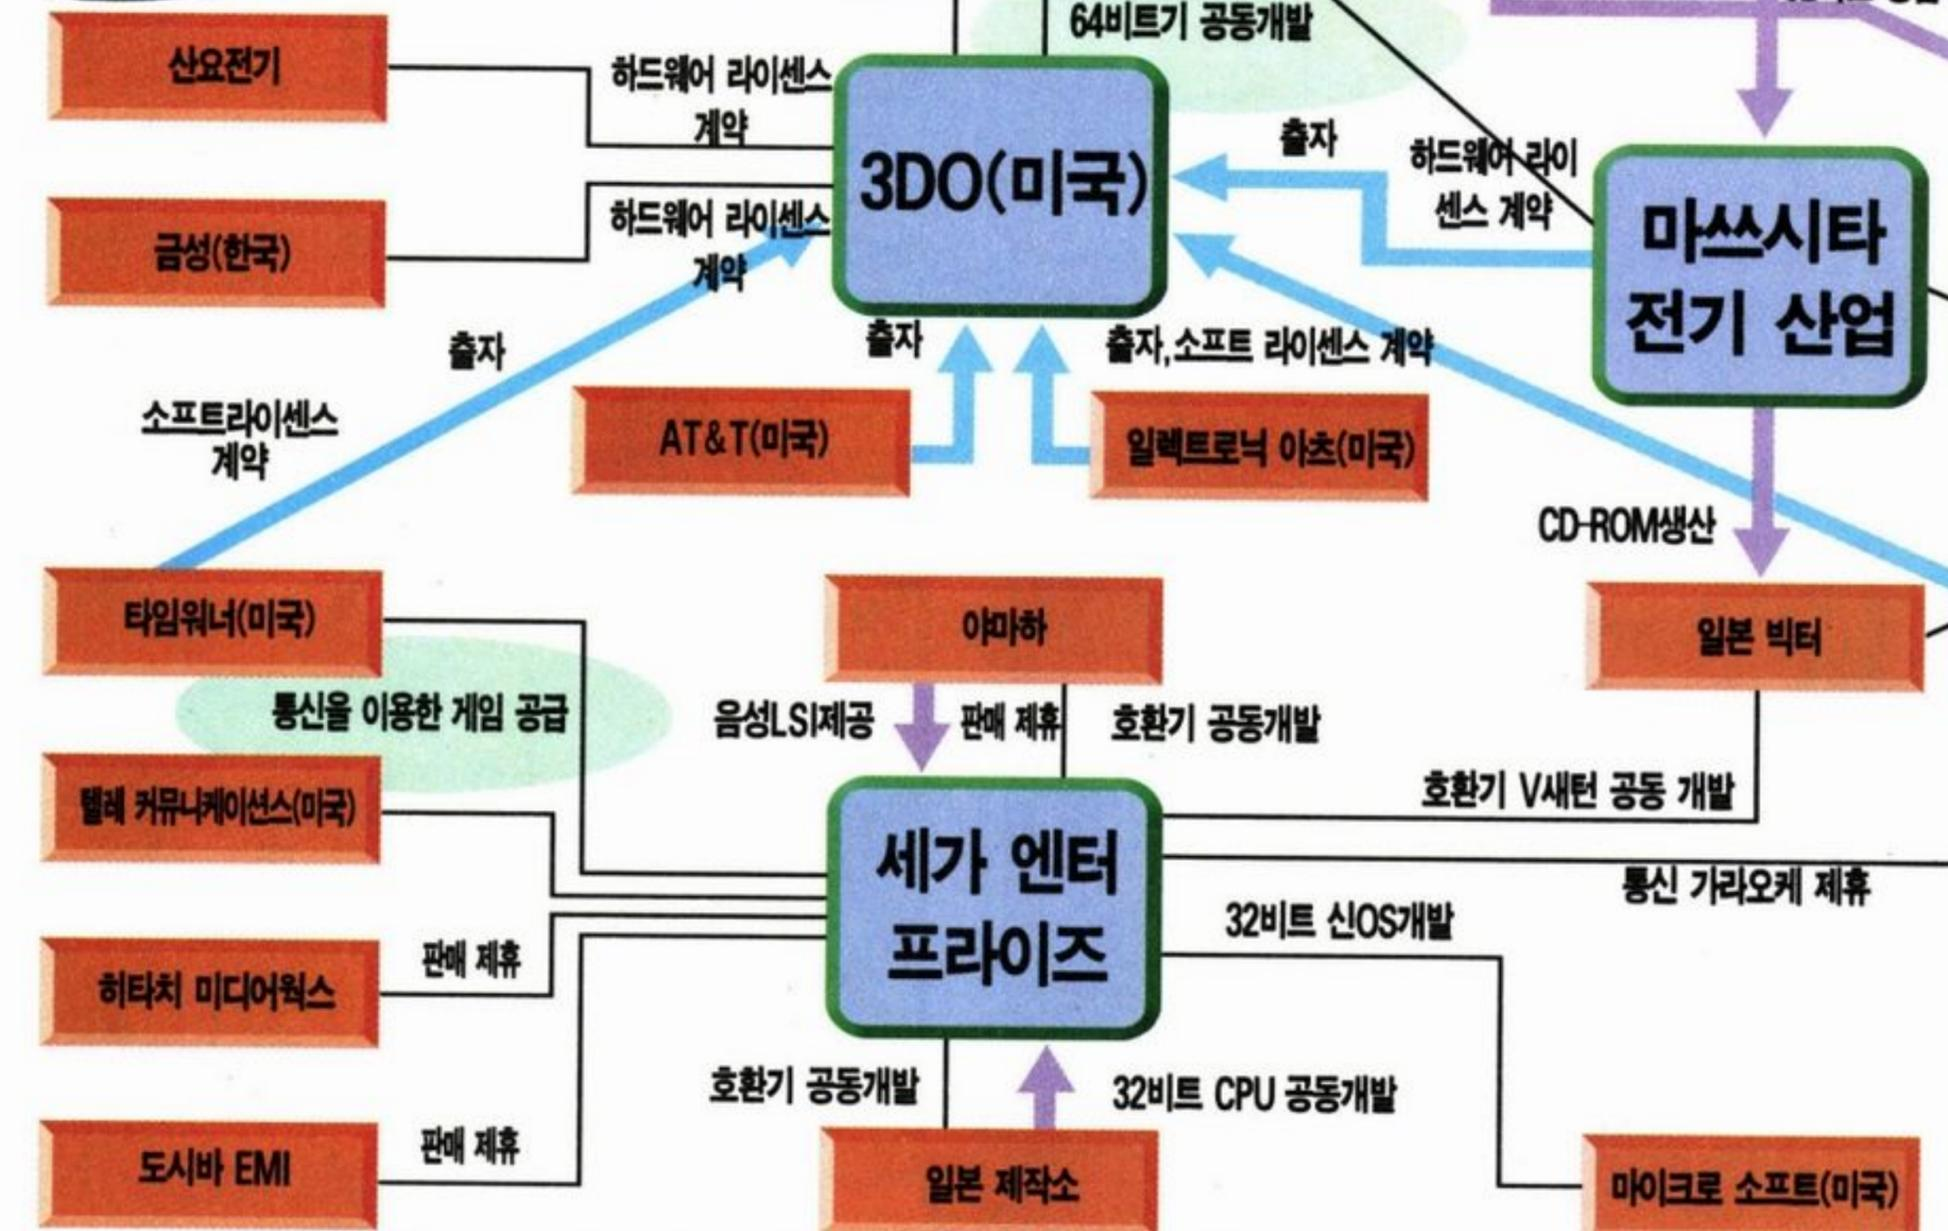 64비트기 공동개발
산요전기
하드웨어 라이센스
계약
3DO(미국)
출자
하드웨어 라이
센스 계약
마쓰시타
전기 산업
금성(한국)
하드웨어 라이센스
계약
출자
출자
출자,소프트 라이센스 계약
소프트라이센스
계약
AT&T(미국)
일렉트로닉 아츠(미국)
CD-ROM생산
타임워너(미국)
야마하
일본 빅터
통신을 이용한 게임 공급
음성LSI제공
판매 제휴
호환기 공동개발
텔레 커뮤니케이션스(미국)
호환기 V새턴 공동 개발
세가 엔터
프라이즈
통신 가라오케 제휴
32비트 신OS개발
히타치 미디어웍스
판매 제휴
호환기 공동개발
32비트 CPU 공동개발
도시바 EMI
판매 제휴
일본 제작소
마이크로 소프트(미국)